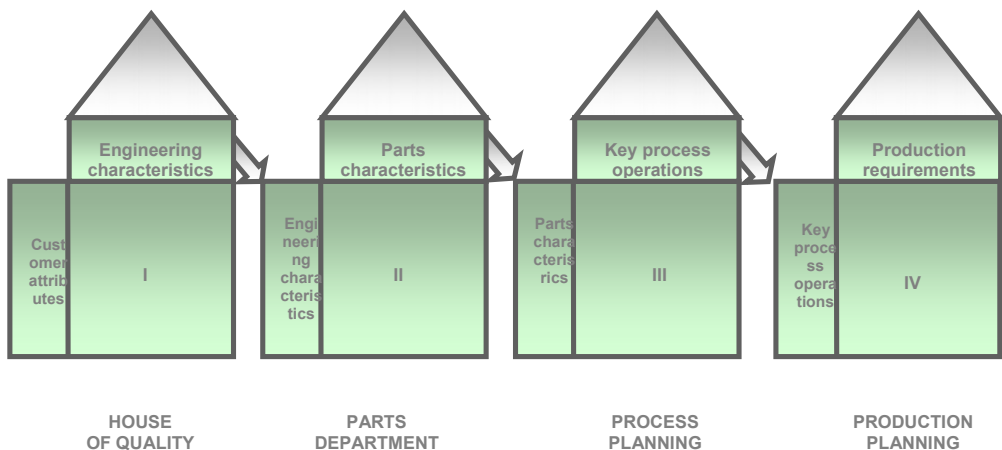 Engineering
characteristics
Cust
omer
attrib
utes
I
HOUSE
OF QUALITY
Parts
characteristics
Engi
neeri
ng
chara
cteris
tics
II
PARTS
DEPARTMENT
Key process
operations
Parts
chara
cteris
rics
III
PROCESS
PLANNING
Production
requirements
Key
proce
ss
opera
tions
IV
PRODUCTION
PLANNING